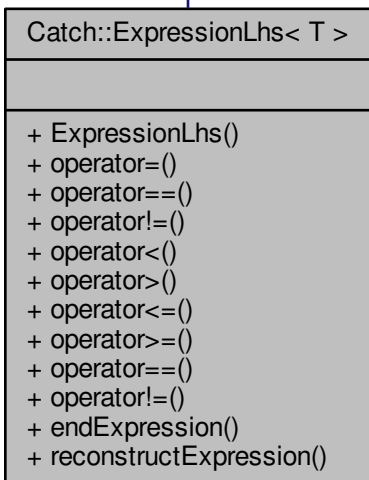 Catch::ExpressionLhs< T >
+ ExpressionLhs()
+ operator=()
+ operator==()
+ operator!=()
+ operator<()
+ operator>()
+ operator<=()
+ operator>=()
+ operator==()
+ operator!=()
+ endExpression()
+ reconstructExpression()